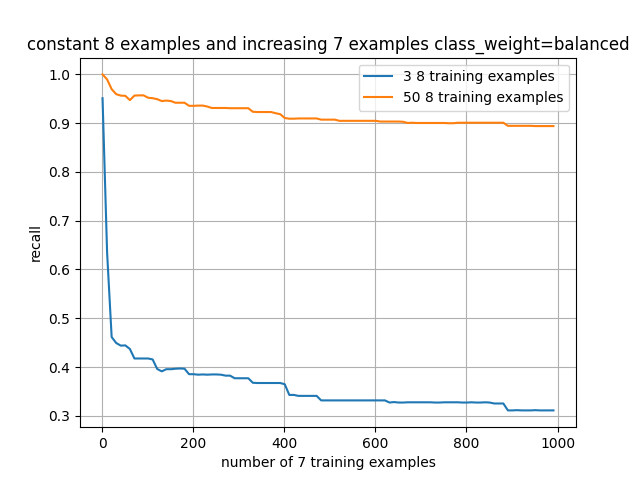 constant 8 examples and increasing 7 examples class_weight=balanced
3 8 training examples
50 8 training examples
1.0
0.9
0.8
0.7
0.6
0.5
0.4
0.3
recall
0 200 400 600 800 1000
number of 7 training examples